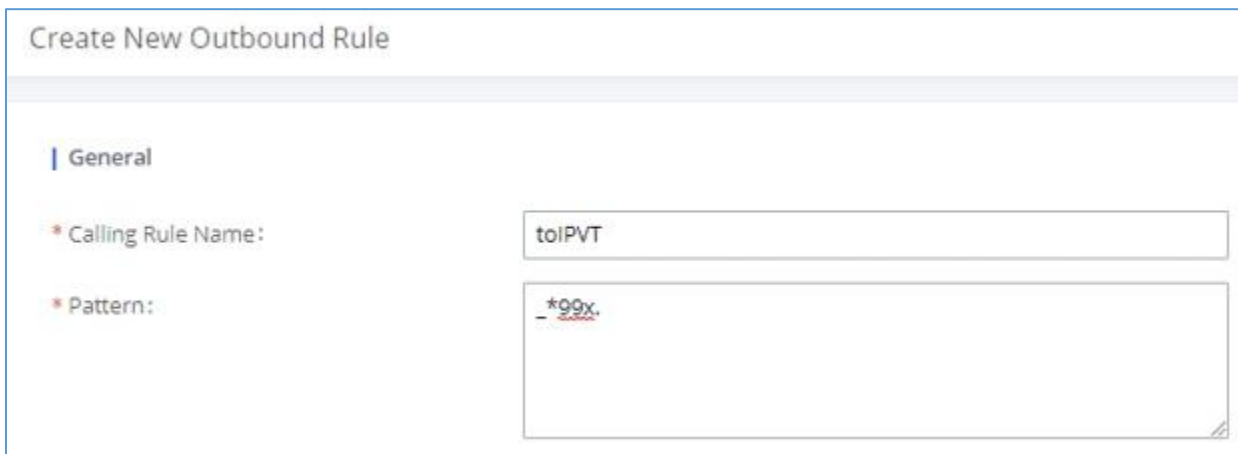 Create New Outbound Rule
General
* Calling Rule Name: toIPVT
* Pattern: _*99x.